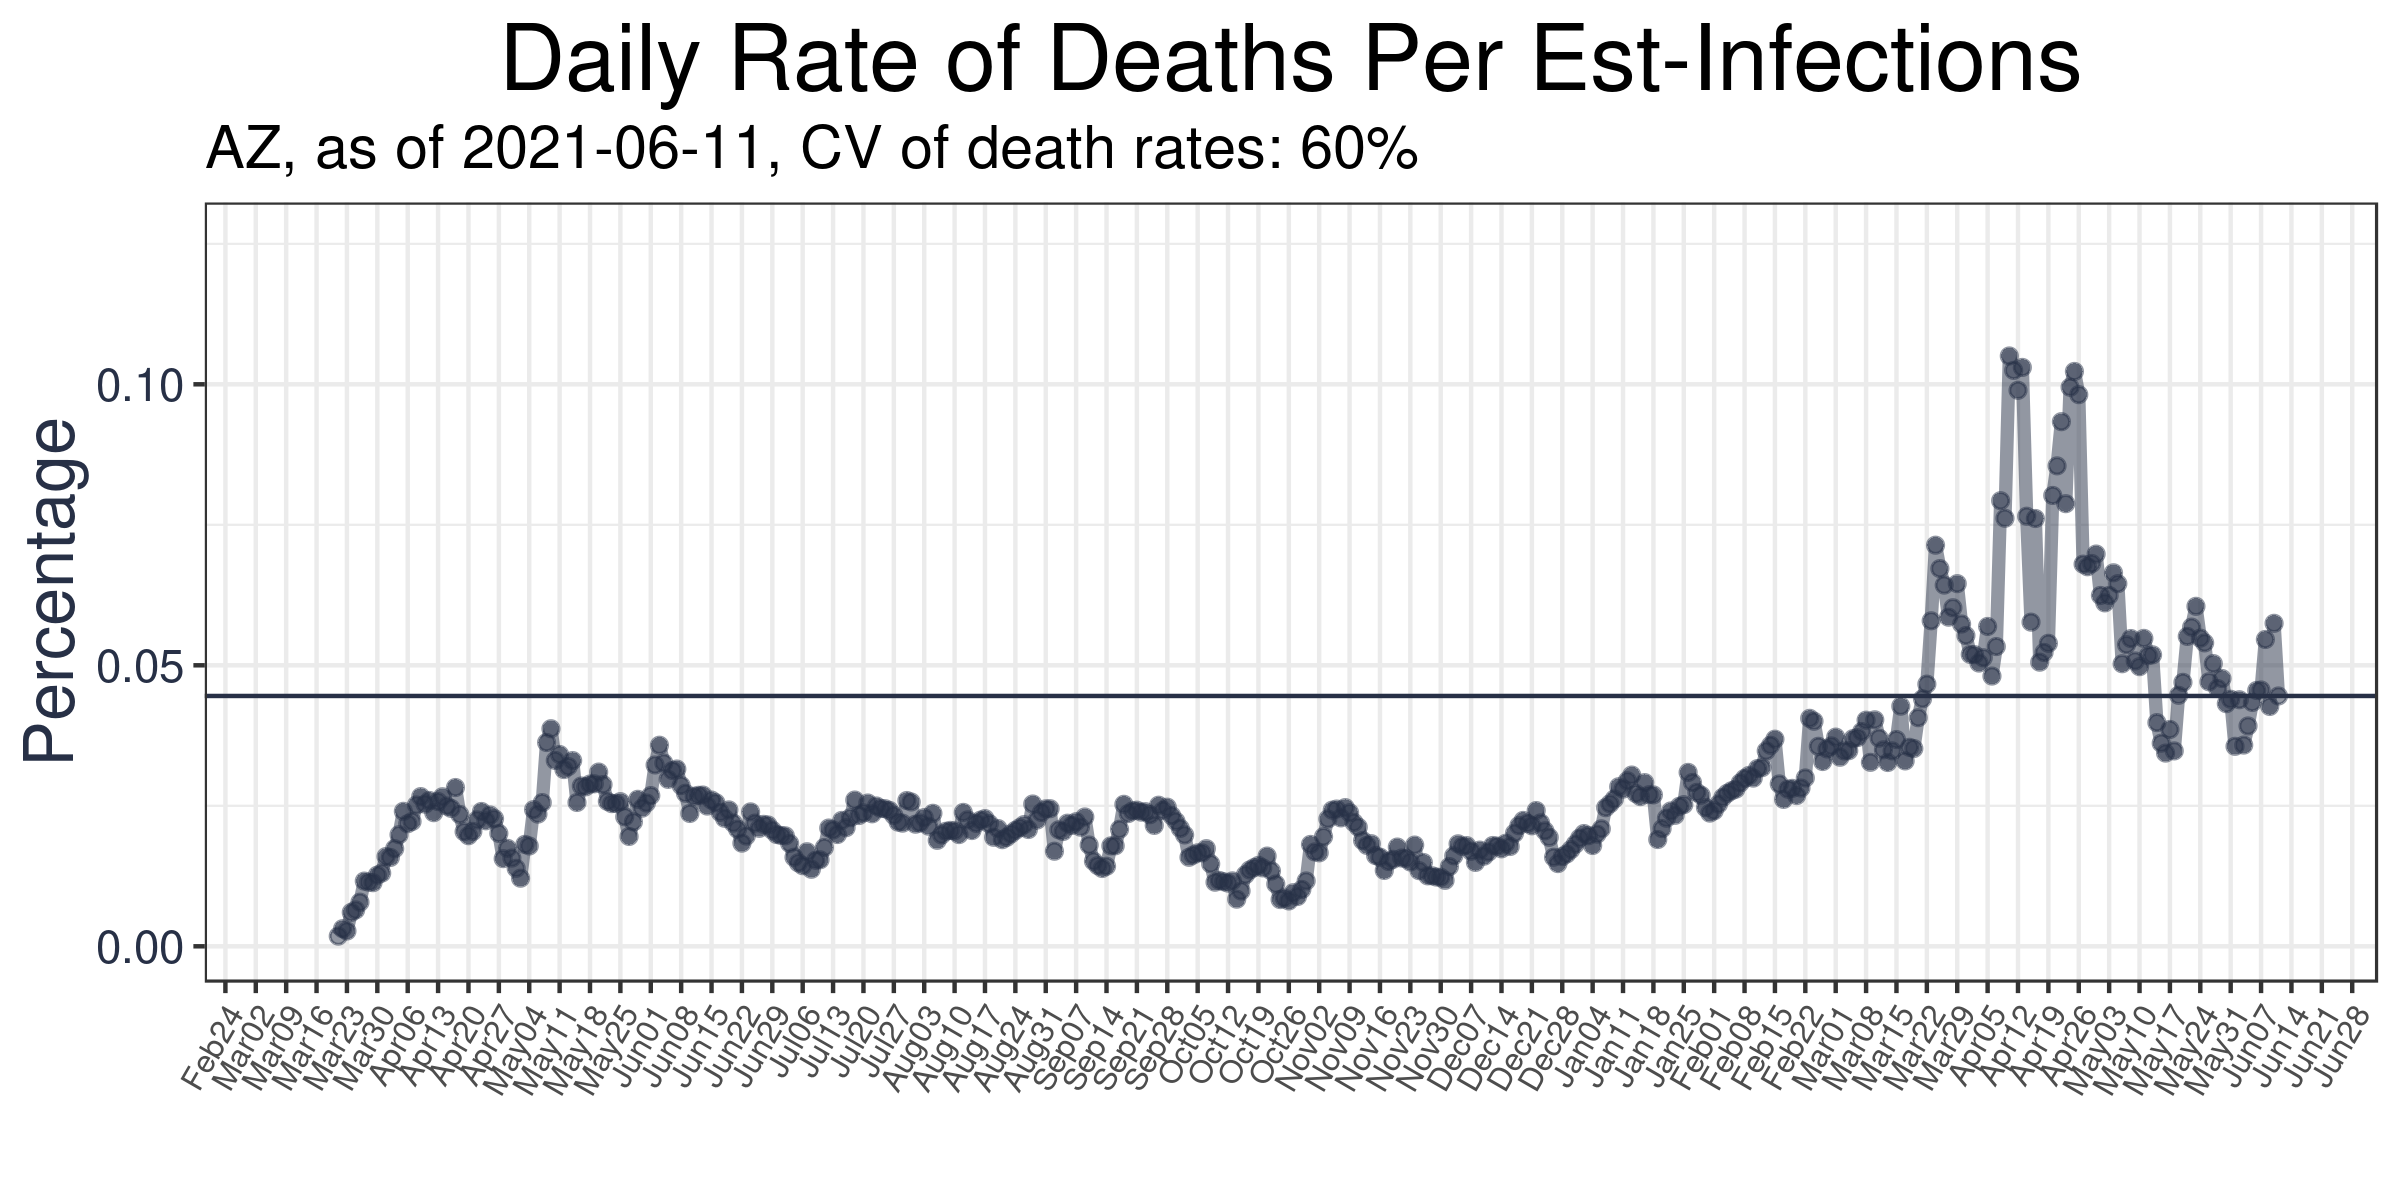 Daily Rate of Deaths Per Est-Infections
AZ, as of 2021-06-11, CV of death rates: 60%
Percentage
0.10
0.05
0.00
Feb24
Mar02
Mar09
Mar16
Mar23
Mar30
Apr06
Apr13
Apr20
Apr27
May04
May11
May18
May25
Jun01
Jun08
Jun15
Jun22
Jun29
Jul06
Jul13
Jul20
Jul27
Aug03
Aug10
Aug17
Aug24
Aug31
Sep07
Sep14
Sep21
Sep28
Oct05
Oct12
Oct19
Oct26
Nov02
Nov09
Nov16
Nov23
Nov30
Dec07
Dec14
Dec21
Dec28
Jan04
Jan11
Jan18
Jan25
Feb01
Feb08
Feb15
Feb22
Mar01
Mar08
Mar15
Mar22
Mar29
Apr05
Apr12
Apr19
Apr26
May03
May10
May17
May24
May31
Jun07
Jun14
Jun21
Jun28